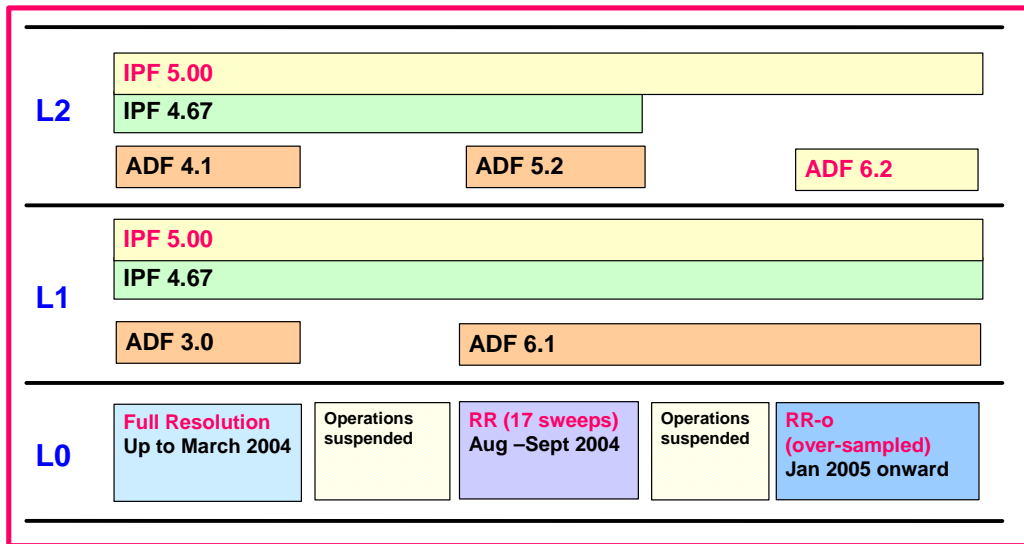 L2
IPF 5.00
IPF 4.67
ADF 4.1
ADF 5.2
ADF 6.2
L1
IPF 5.00
IPF 4.67
ADF 3.0
ADF 6.1
L0
Full Resolution
Up to March 2004
Operations
suspended
RR (17 sweeps)
Aug –Sept 2004
Operations
suspended
RR-o
(over-sampled)
Jan 2005 onward